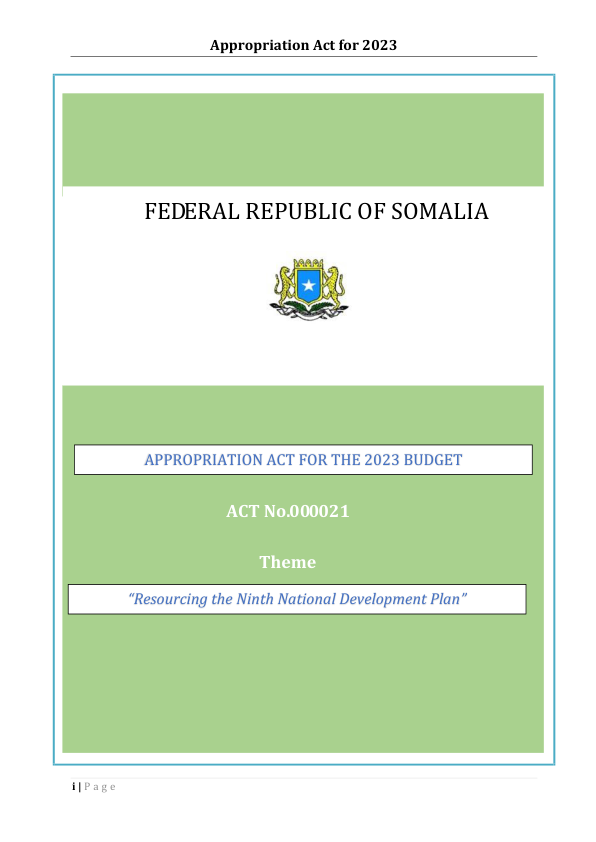 Appropriation Act for 2023
FEDERAL REPUBLIC OF SOMALIA
APPROPRIATION ACT FOR THE 2023 BUDGET
ACT No.000021
Theme
“Resourcing the Ninth National Development Plan”
i | P a g e